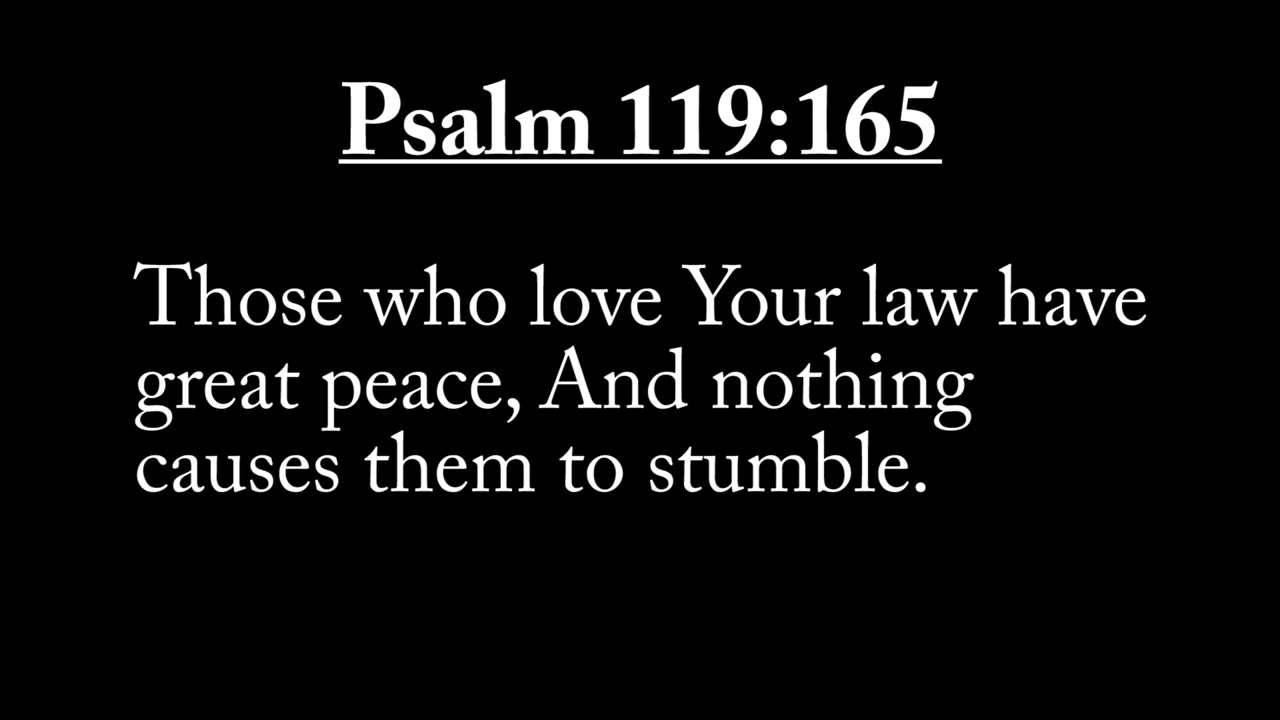 Psalm 119:165
Those who love Your law have
great peace, And nothing
causes them to stumble.